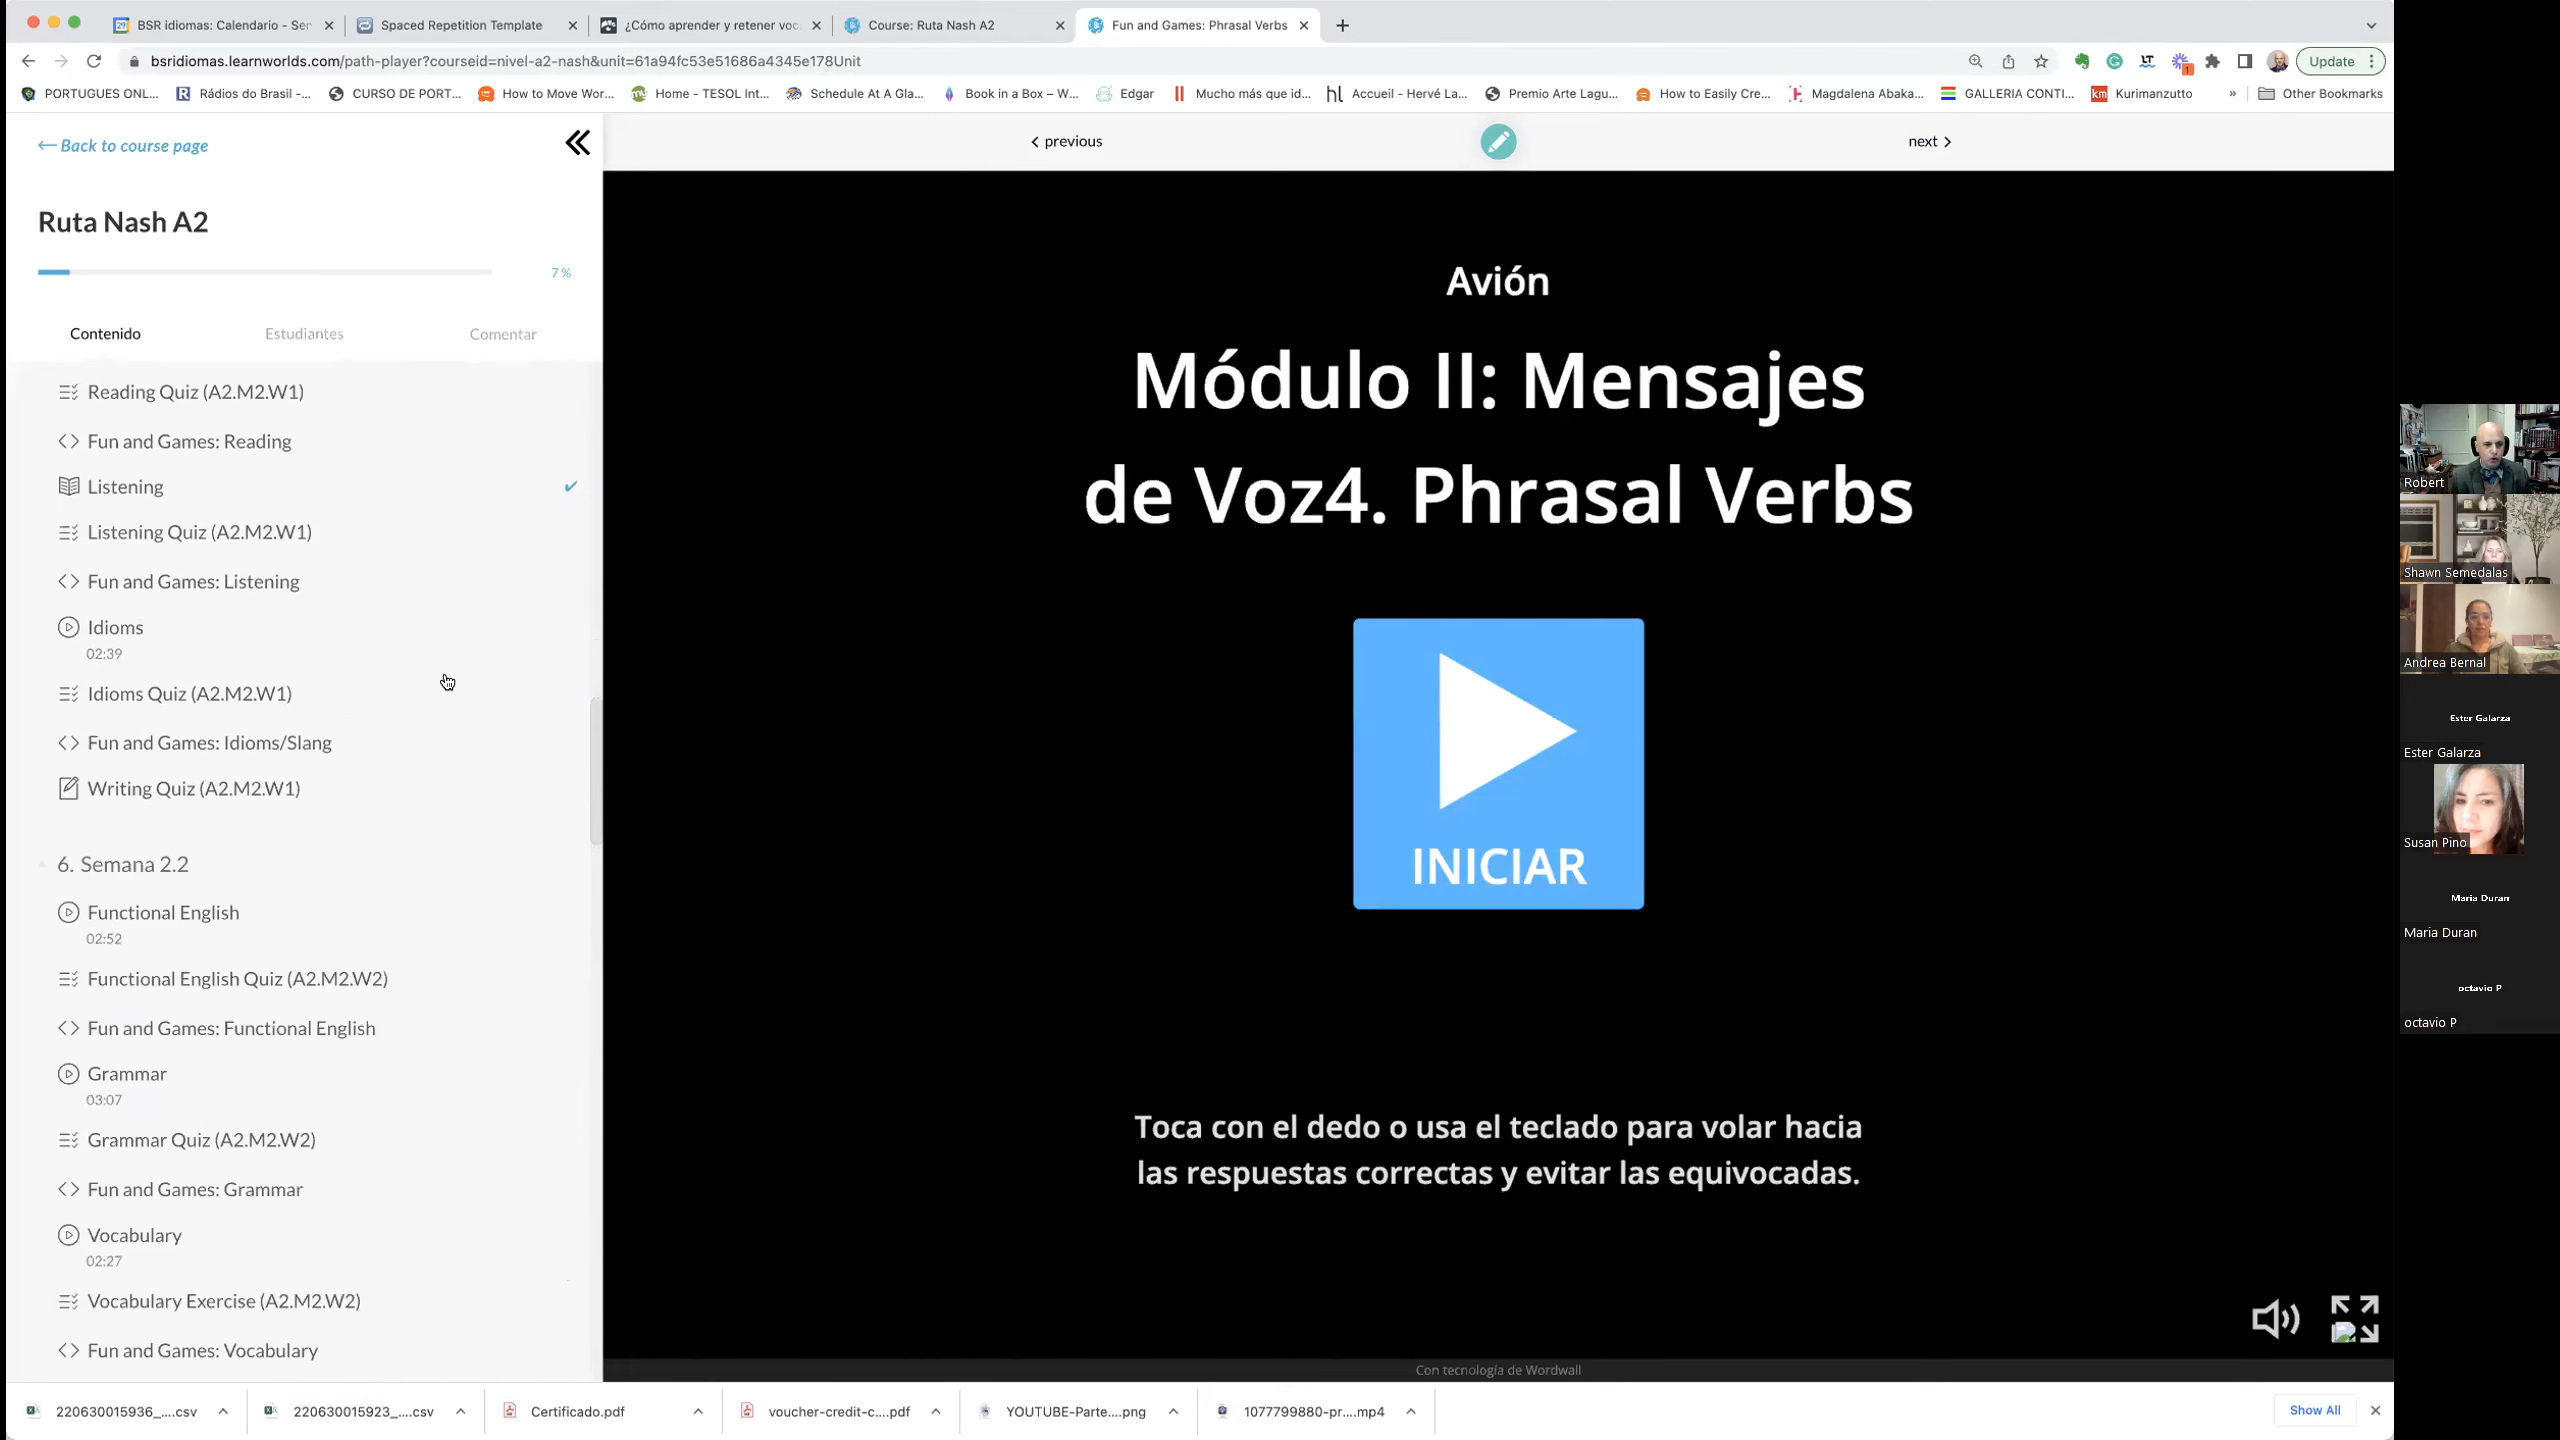 BSR idiomas: Calendario - Ser
Spaced Repetition Template
¿Cómo aprender y retener voc
Course: Ruta Nash A2
Fun and Games: Phrasal Verbs
bsridiomas.learnworlds.com/path-player?courseid=nivel-a2-nash&unit=61a94fc53e51686a4345e178Unit
1
Update
PORTUGUES ONL...
Rádios do Brasil -...
CURSO DE PORT...
How to Move Wor...
Home - TESOL Int...
Schedule At A Gla...
Book in a Box – W...
Edgar
Mucho más que id...
Accueil - Hervé La...
Premio Arte Lagu...
How to Easily Cre...
Magdalena Abaka...
GALLERIA CONTI...
Kurimanzutto
»
Other Bookmarks
Back to course page
previous
next
Ruta Nash A2
7 %
Contenido
Estudiantes
Comentar
Reading Quiz (A2.M2.W1)
Fun and Games: Reading
Listening
Listening Quiz (A2.M2.W1)
Fun and Games: Listening
Idioms
02:39
Idioms Quiz (A2.M2.W1)
Fun and Games: Idioms/Slang
Writing Quiz (A2.M2.W1)
6. Semana 2.2
Functional English
02:52
Functional English Quiz (A2.M2.W2)
Fun and Games: Functional English
Grammar
03:07
Grammar Quiz (A2.M2.W2)
Fun and Games: Grammar
Vocabulary
02:27
Vocabulary Exercise (A2.M2.W2)
Fun and Games: Vocabulary
Avión
Módulo II: Mensajes
de Voz4. Phrasal Verbs
INICIAR
Toca con el dedo o usa el teclado para volar hacia
las respuestas correctas y evitar las equivocadas.
Con tecnología de Wordwall
Robert
Shawn Semedalas
Andrea Bernal
Ester Galarza
Ester Galarza
Susan Pino
Maria Duran
Maria Duran
octavio P
octavio P
220630015936_....csv
220630015923_....csv
Certificado.pdf
voucher-credit-c....pdf
YOUTUBE-Parte....png
1077799880-pr....mp4
Show All